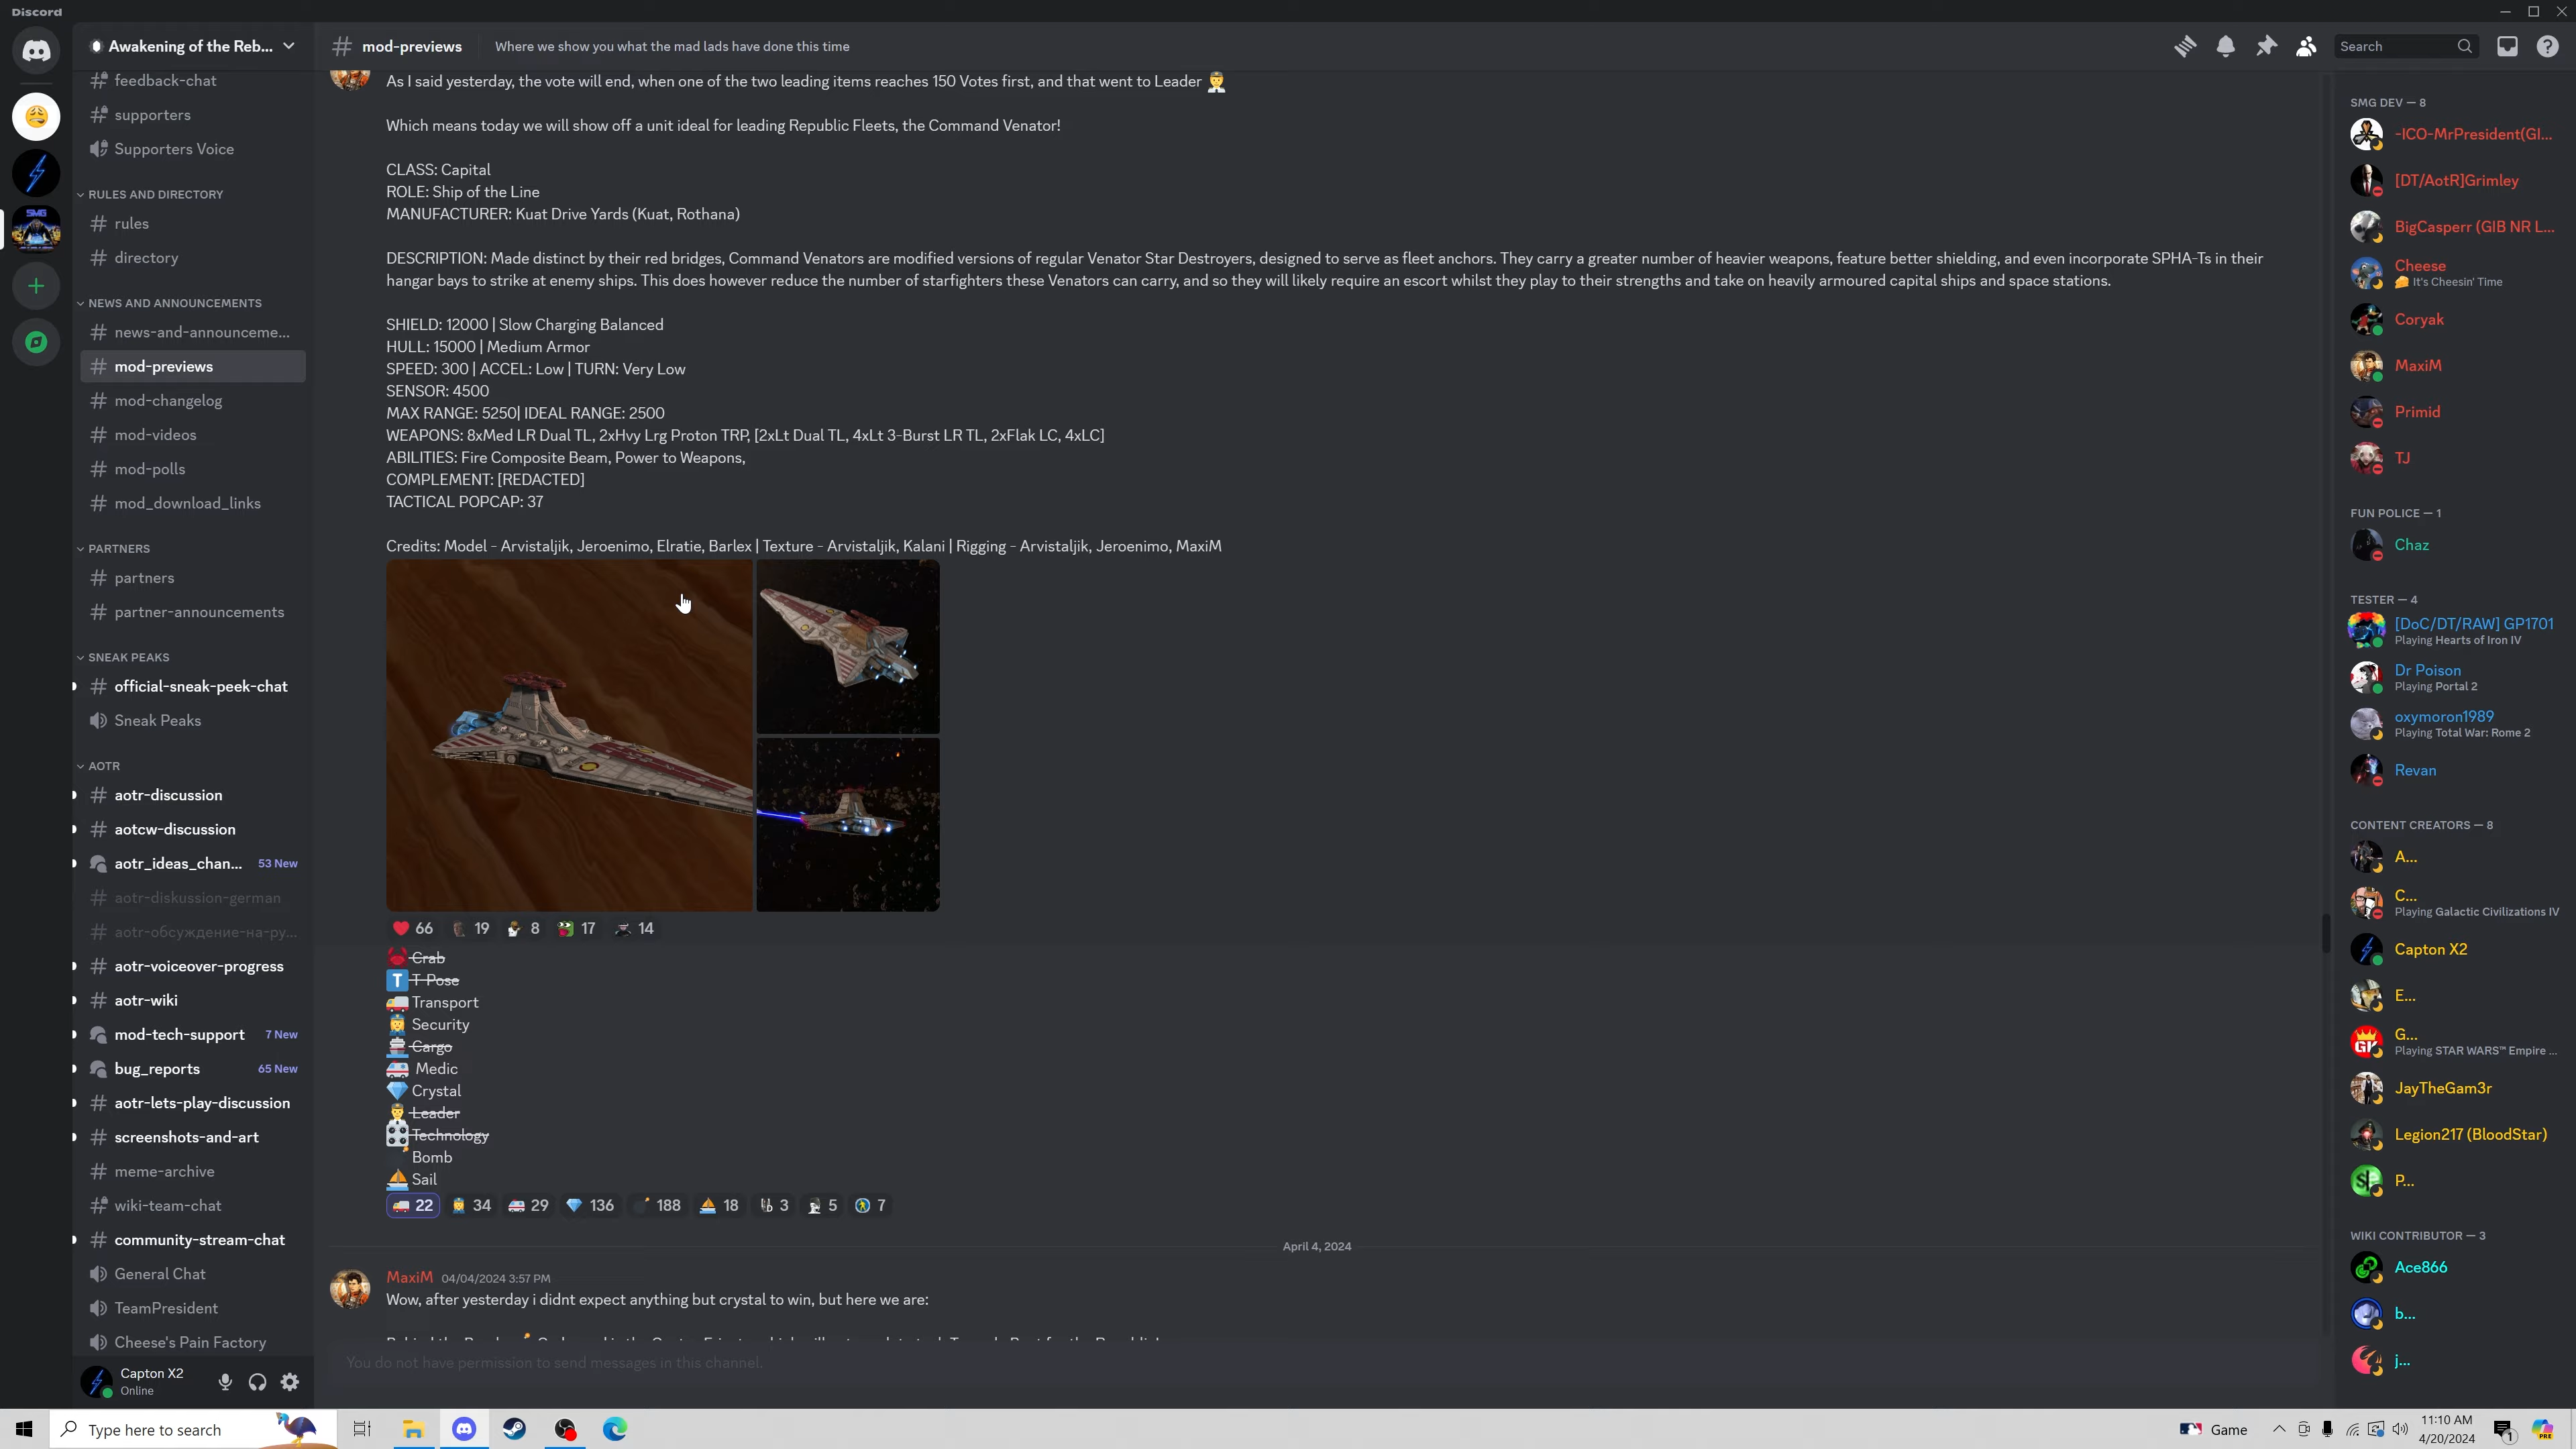 Discord
Awakening of the Reb...
feedback-chat
supporters
Supporters Voice
RULES AND DIRECTORY
rules
directory
NEWS AND ANNOUNCEMENTS
news-and-announceme...
mod-previews
mod-changelog
mod-videos
mod-polls
mod_download_links
PARTNERS
partners
partner-announcements
SNEAK PEAKS
official-sneak-peek-chat
Sneak Peaks
AOTR
aotr-discussion
aotcw-discussion
aotr_ideas_chan... 53 New
aotr-diskussion-german
aotr-обсуждение-на-ру...
aotr-voiceover-progress
aotr-wiki
mod-tech-support 7 New
bug_reports 65 New
aotr-lets-play-discussion
screenshots-and-art
meme-archive
wiki-team-chat
community-stream-chat
General Chat
TeamPresident
Cheese's Pain Factory
Capton X2
Online
mod-previews Where we show you what the mad lads have done this time
Search
As I said yesterday, the vote will end, when one of the two leading items reaches 150 Votes first, and that went to Leader
Which means today we will show off a unit ideal for leading Republic Fleets, the Command Venator!
CLASS: Capital
ROLE: Ship of the Line
MANUFACTURER: Kuat Drive Yards (Kuat, Rothana)
DESCRIPTION: Made distinct by their red bridges, Command Venators are modified versions of regular Venator Star Destroyers, designed to serve as fleet anchors. They carry a greater number of heavier weapons, feature better shielding, and even incorporate SPHA-Ts in their
hangar bays to strike at enemy ships. This does however reduce the number of starfighters these Venators can carry, and so they will likely require an escort whilst they play to their strengths and take on heavily armoured capital ships and space stations.
SHIELD: 12000 | Slow Charging Balanced
HULL: 15000 | Medium Armor
SPEED: 300 | ACCEL: Low | TURN: Very Low
SENSOR: 4500
MAX RANGE: 5250| IDEAL RANGE: 2500
WEAPONS: 8xMed LR Dual TL, 2xHvy Lrg Proton TRP, [2xLt Dual TL, 4xLt 3-Burst LR TL, 2xFlak LC, 4xLC]
ABILITIES: Fire Composite Beam, Power to Weapons,
COMPLEMENT: [REDACTED]
TACTICAL POPCAP: 37
Credits: Model - Arvistaljik, Jeroenimo, Elratie, Barlex | Texture - Arvistaljik, Kalani | Rigging - Arvistaljik, Jeroenimo, MaxiM
66 19 8 17 14
Crab
T T-Pose
Transport
Security
Cargo
Medic
Crystal
Leader
Technology
Bomb
Sail
22 34 29 136 188 18 3 5 7
April 4, 2024
MaxiM 04/04/2024 3:57 PM
Wow, after yesterday i didnt expect anything but crystal to win, but here we are:
You do not have permission to send messages in this channel.
SMG DEV — 8
-ICO-MrPresident(GI...
[DT/AotR]Grimley
BigCasperr (GIB NR L...
Cheese
It's Cheesin' Time
Coryak
MaxiM
Primid
TJ
FUN POLICE — 1
Chaz
TESTER — 4
[DoC/DT/RAW] GP1701
Playing Hearts of Iron IV
Dr Poison
Playing Portal 2
oxymoron1989
Playing Total War: Rome 2
Revan
CONTENT CREATORS — 8
A...
C...
Playing Galactic Civilizations IV
Capton X2
E...
G...
Playing STAR WARS™ Empire ...
JayTheGam3r
Legion217 (BloodStar)
P...
WIKI CONTRIBUTOR — 3
Ace866
b...
j...
Type here to search
Game
11:10 AM
4/20/2024
1
PRE